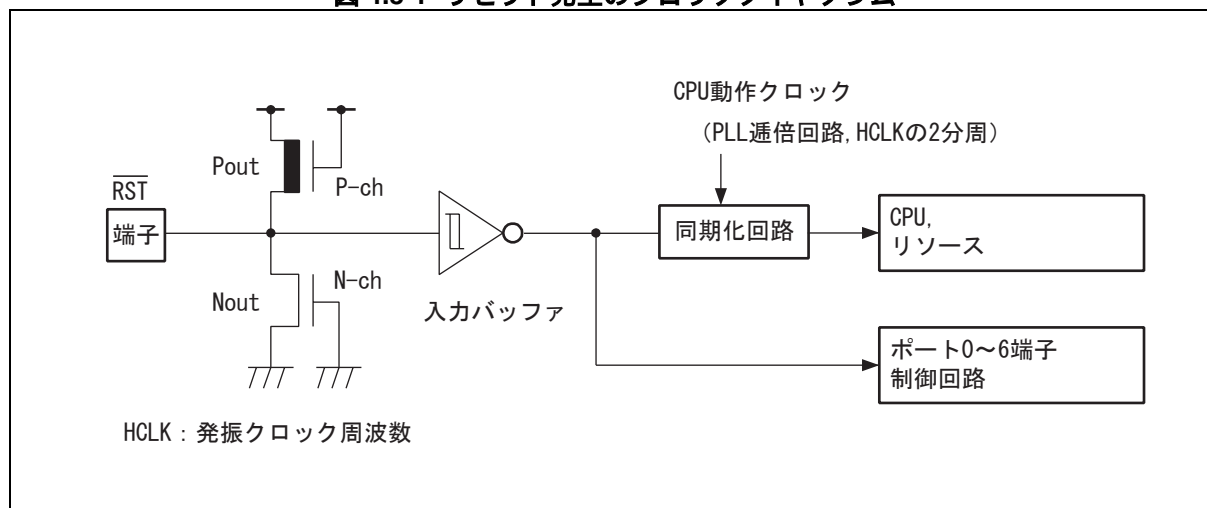 CPU動作クロック
(PLL逓倍回路,HCLKの2分周)
Pout
P-ch
RST
端子
同期化回路
CPU,
リソース
Nout
N-ch
入力バッファ
ポート0~6端子
制御回路
HCLK:発振クロック周波数